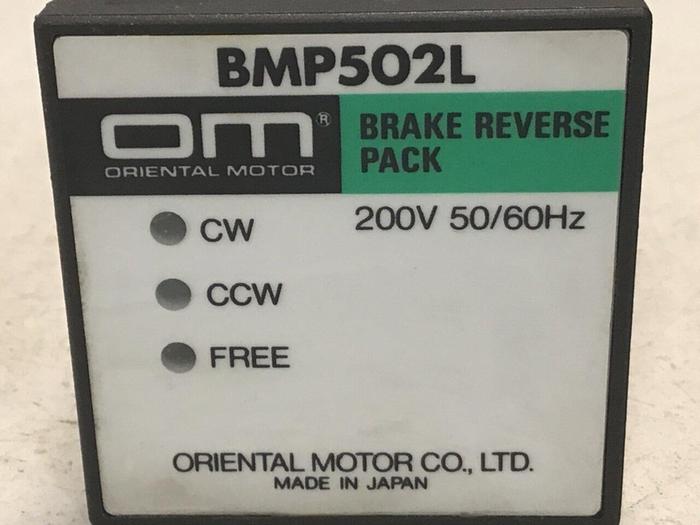 BMP502L
om®
ORIENTAL MOTOR
BRAKE REVERSE
PACK
200V 50/60Hz
CW
CCW
FREE
ORIENTAL MOTOR CO., LTD.
MADE IN JAPAN